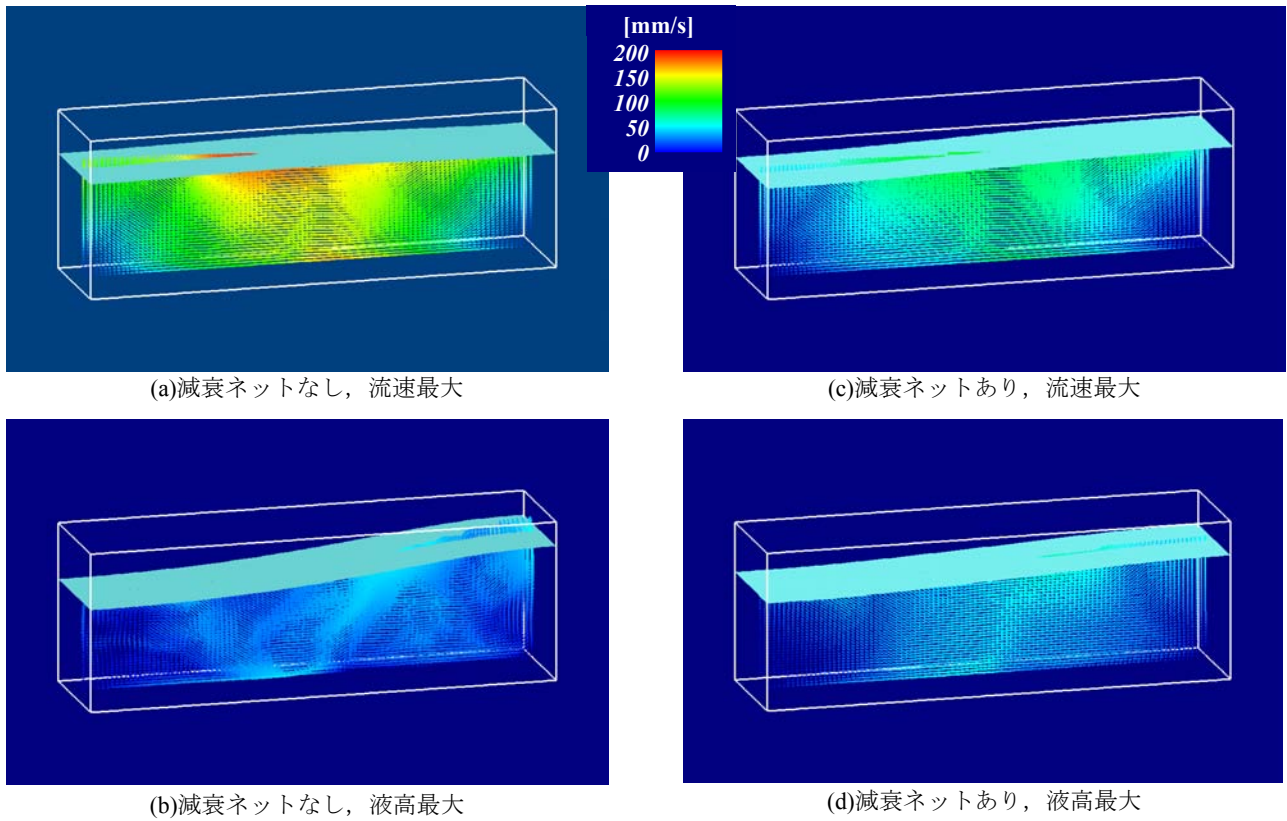 [mm/s]
200
150
100
50
0
(a)減衰ネットなし，流速最大
(c)減衰ネットあり，流速最大
(b)減衰ネットなし，液高最大
(d)減衰ネットあり，液高最大